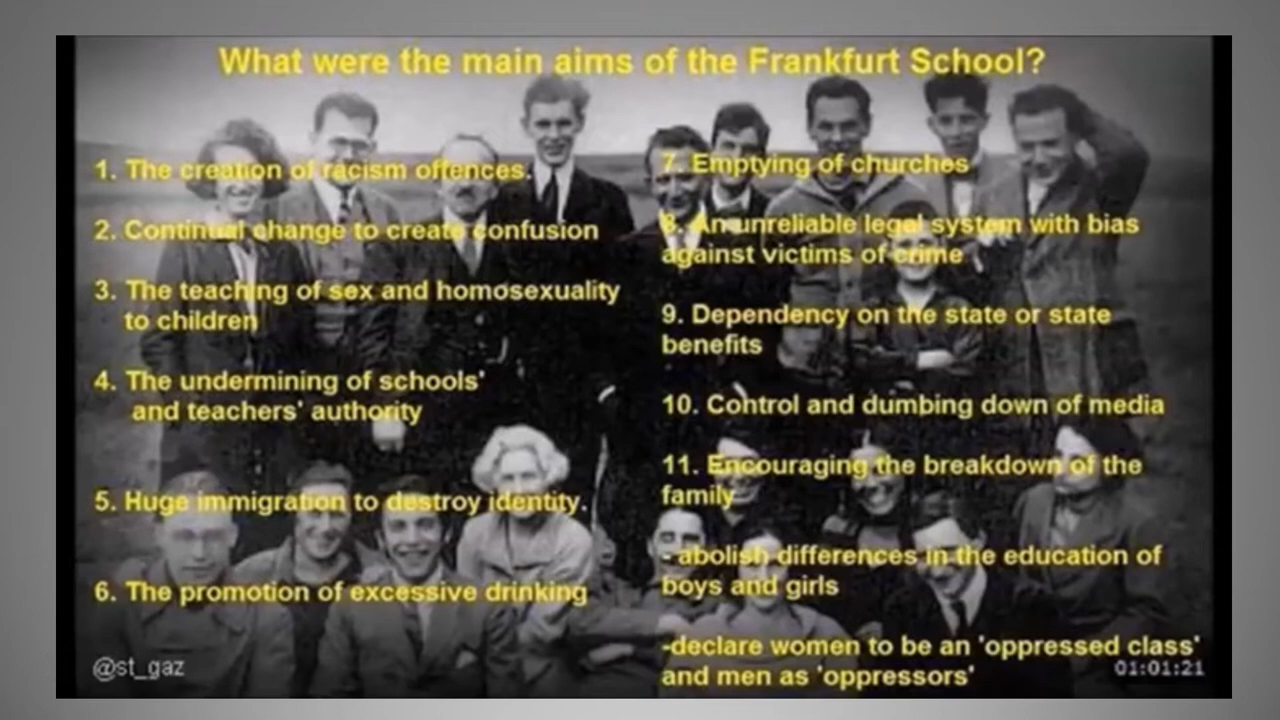 What were the main aims of the Frankfurt School?
1. The creation of racism offences.
2. Continual change to create confusion
3. The teaching of sex and homosexuality
to children
4. The undermining of schools'
and teachers' authority
5. Huge immigration to destroy identity.
6. The promotion of excessive drinking
7. Emptying of churches
8. An unreliable legal system with bias
against victims of crime
9. Dependency on the state or state
benefits
10. Control and dumbing down of media
11. Encouraging the breakdown of the
family
- abolish differences in the education of
boys and girls
-declare women to be an 'oppressed class'
and men as 'oppressors'
@st_gaz
01:01:21